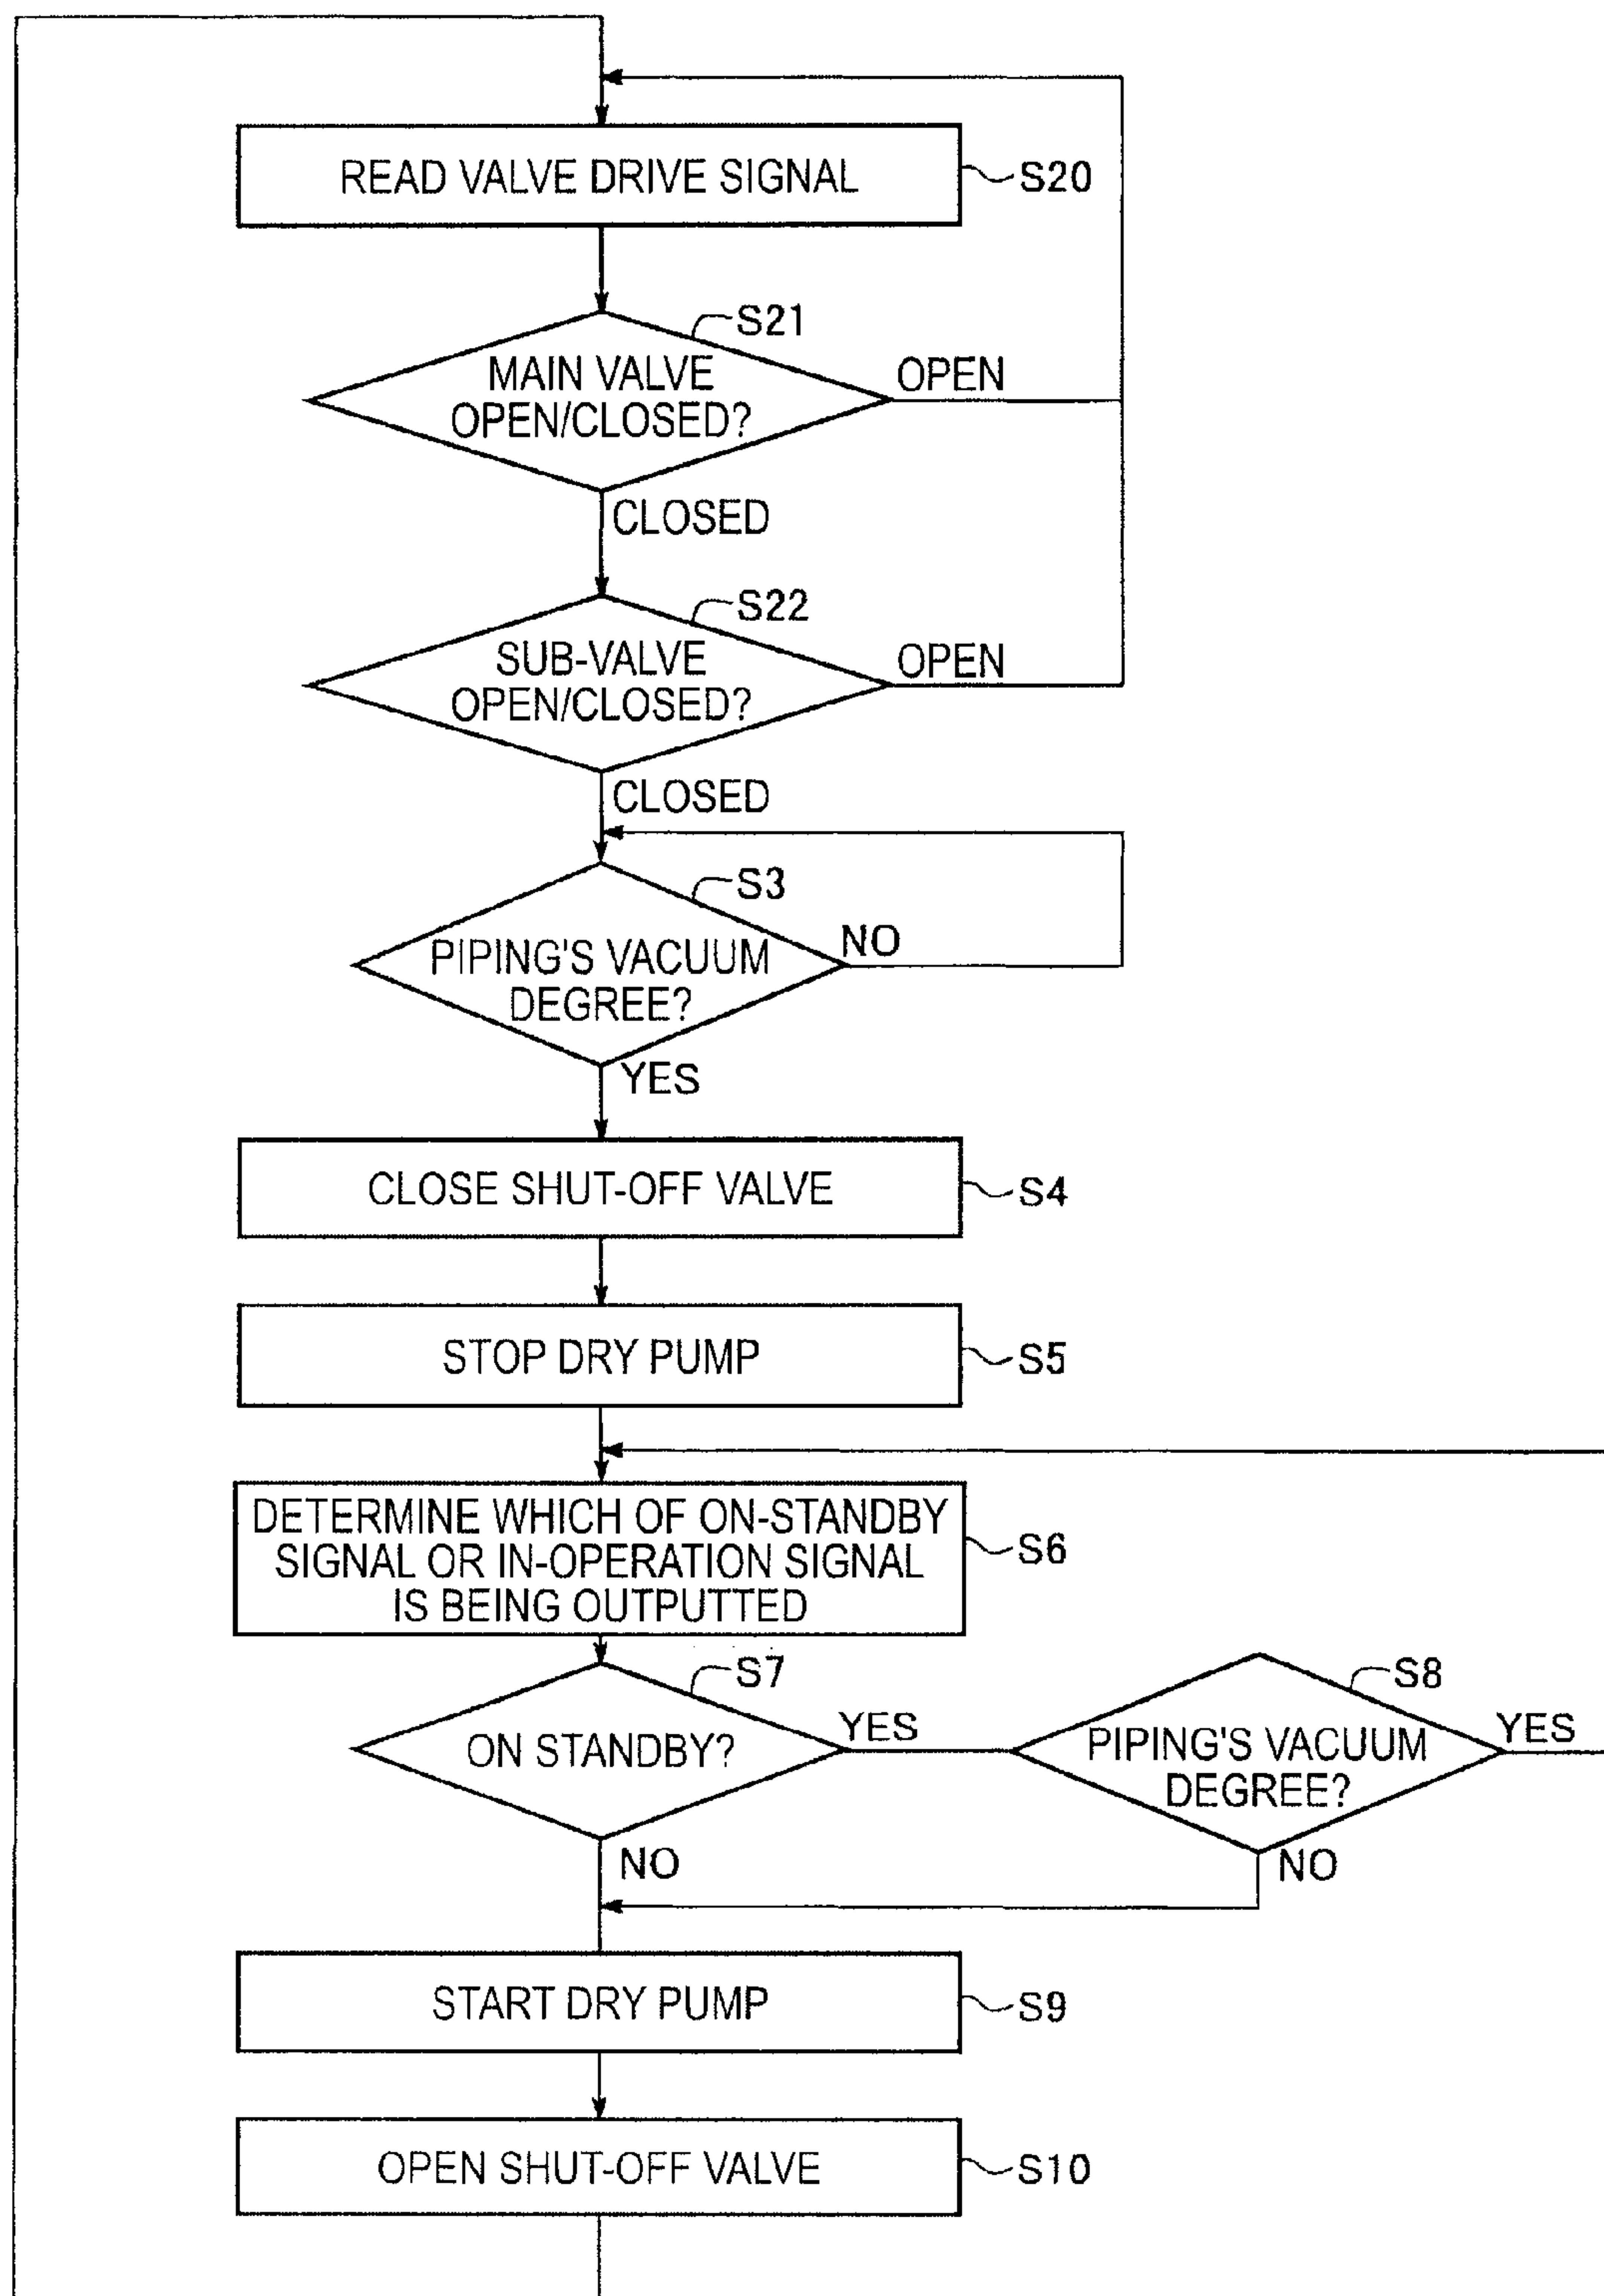 READ VALVE DRIVE SIGNAL
S20
S21
MAIN VALVE
OPEN/CLOSED?
OPEN
CLOSED
S22
SUB-VALVE
OPEN/CLOSED?
OPEN
CLOSED
S3
PIPING'S VACUUM
DEGREE?
NO
YES
CLOSE SHUT-OFF VALVE
S4
STOP DRY PUMP
S5
DETERMINE WHICH OF ON-STANDBY
SIGNAL OR IN-OPERATION SIGNAL
IS BEING OUTPUTTED
S6
S7
ON STANDBY?
YES
NO
S8
PIPING'S VACUUM
DEGREE?
YES
NO
START DRY PUMP
S9
OPEN SHUT-OFF VALVE
S10